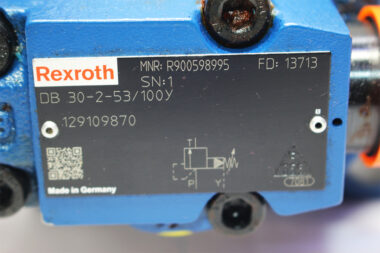 Rexroth
MNR: R900598995 FD: 13713
SN:1
DB 30-2-53/100Y
129109870
T
P Y
Made in Germany